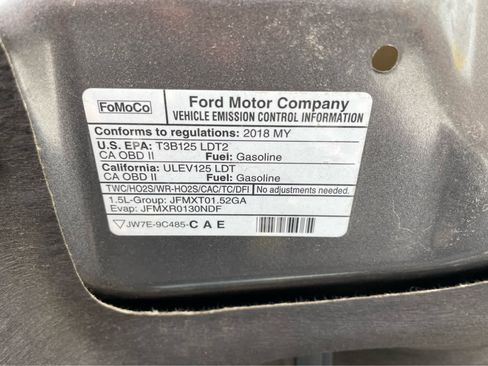 FoMoCo
Ford Motor Company
VEHICLE EMISSION CONTROL INFORMATION
Conforms to regulations: 2018 MY
U.S. EPA: T3B125 LDT2
CA OBD II Fuel: Gasoline
California: ULEV125 LDT
CA OBD II Fuel: Gasoline
TWC/HO2S/WR-HO2S/CAC/TC/DFI No adjustments needed.
1.5L-Group: JFMXT01.52GA
Evap: JFMXR0130NDF
JW7E-9C485-C A E